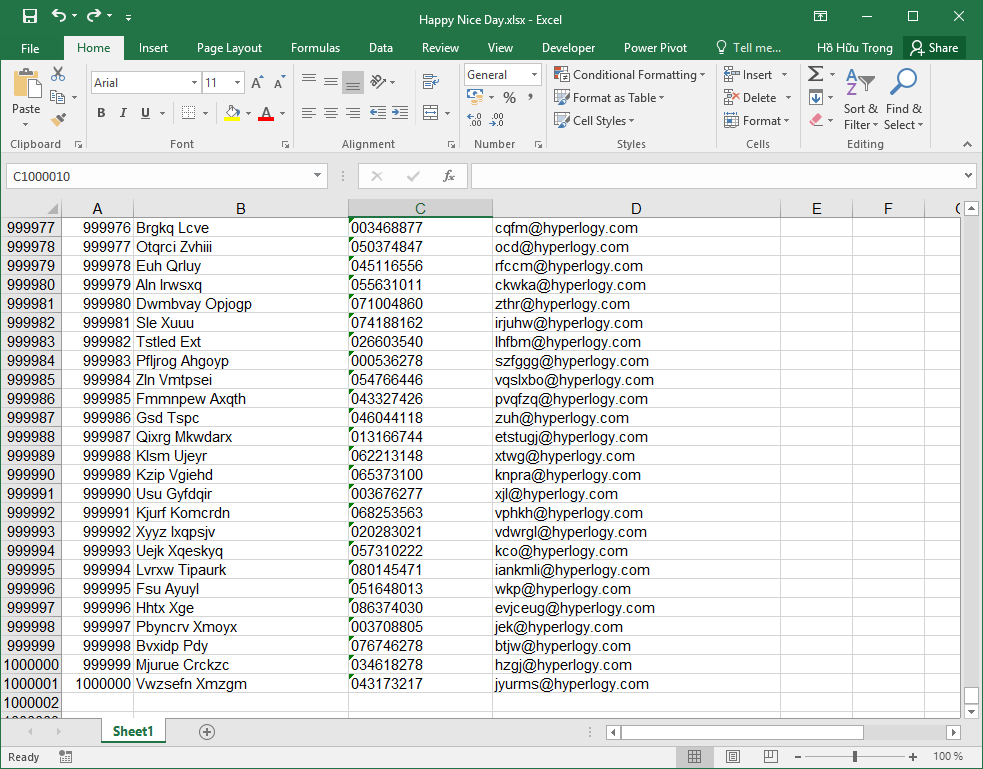 Happy Nice Day.xlsx - Excel
File Home Insert Page Layout Formulas Data Review View Developer Power Pivot Tell me... Hồ Hữu Trọng Share
Paste
Arial 11
B I U A
General
% ,
Conditional Formatting
Format as Table
Cell Styles
Insert
Delete
Format
Sort & Filter
Find & Select
Clipboard Font Alignment Number Styles Cells Editing
C1000010 fx
A B C D E F
999977 999976 Brgkq Lcve 003468877 cqfm@hyperlogy.com
999978 999977 Otqrci Zvhiii 050374847 ocd@hyperlogy.com
999979 999978 Euh Qrluy 045116556 rfccm@hyperlogy.com
999980 999979 Aln Irwsxq 055631011 ckwka@hyperlogy.com
999981 999980 Dwmbvay Opjogp 071004860 zthr@hyperlogy.com
999982 999981 Sle Xuuu 074188162 irjuhw@hyperlogy.com
999983 999982 Tstled Ext 026603540 lhfbm@hyperlogy.com
999984 999983 Pfljrog Ahgoyp 000536278 szfggg@hyperlogy.com
999985 999984 Zln Vmtpsei 054766446 vqslxbo@hyperlogy.com
999986 999985 Fmmnpew Axqth 043327426 pvqfzq@hyperlogy.com
999987 999986 Gsd Tspc 046044118 zuh@hyperlogy.com
999988 999987 Qixrg Mkwdarx 013166744 etstugj@hyperlogy.com
999989 999988 Klsm Ujeyr 062213148 xtwg@hyperlogy.com
999990 999989 Kzip Vgiehd 065373100 knpra@hyperlogy.com
999991 999990 Usu Gyfdqir 003676277 xjl@hyperlogy.com
999992 999991 Kjurf Komcrdn 068253563 vphkh@hyperlogy.com
999993 999992 Xyyz Ixqpsjv 020283021 vdwrgl@hyperlogy.com
999994 999993 Uejk Xqeskyq 057310222 kco@hyperlogy.com
999995 999994 Lvrxw Tipaurk 080145471 iankmli@hyperlogy.com
999996 999995 Fsu Ayuyl 051648013 wkp@hyperlogy.com
999997 999996 Hhtx Xge 086374030 evjceug@hyperlogy.com
999998 999997 Pbyncrv Xmoyx 003708805 jek@hyperlogy.com
999999 999998 Bvxidp Pdy 076746278 btjw@hyperlogy.com
1000000 999999 Mjurue Crckzc 034618278 hzgj@hyperlogy.com
1000001 1000000 Vwzsefn Xmzgm 043173217 jyurms@hyperlogy.com
1000002
Sheet1
Ready 100 %